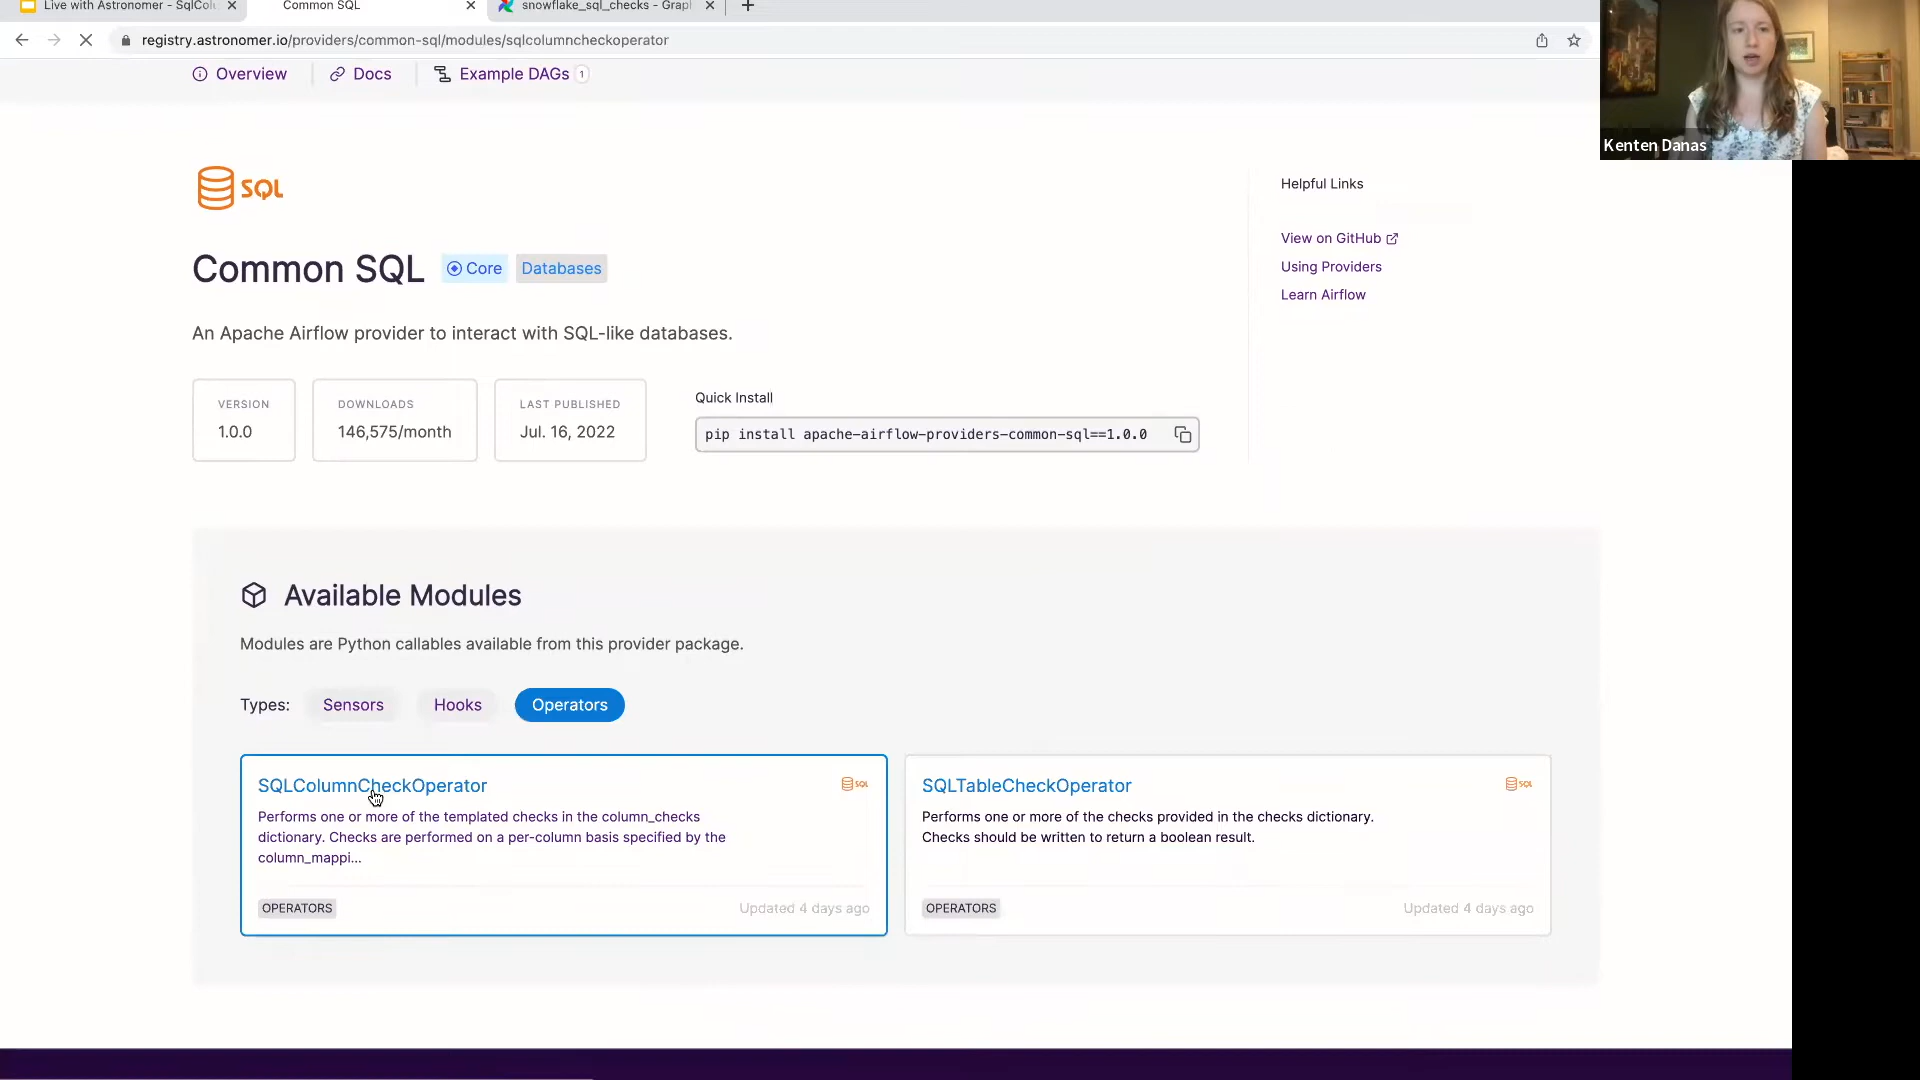 Live with Astronomer - SqlColu
Common SQL
snowflake_sql_checks - Grap
registry.astronomer.io/providers/common-sql/modules/sqlcolumncheckoperator
Overview
Docs
Example DAGs 1
Kenten Danas
SQL
Helpful Links
View on GitHub
Using Providers
Learn Airflow
Common SQL
Core
Databases
An Apache Airflow provider to interact with SQL-like databases.
VERSION
1.0.0
DOWNLOADS
146,575/month
LAST PUBLISHED
Jul. 16, 2022
Quick Install
pip install apache-airflow-providers-common-sql==1.0.0
Available Modules
Modules are Python callables available from this provider package.
Types:
Sensors
Hooks
Operators
SQLColumnCheckOperator
SQL
Performs one or more of the templated checks in the column_checks
dictionary. Checks are performed on a per-column basis specified by the
column_mappi...
OPERATORS
Updated 4 days ago
SQLTableCheckOperator
SQL
Performs one or more of the checks provided in the checks dictionary.
Checks should be written to return a boolean result.
OPERATORS
Updated 4 days ago